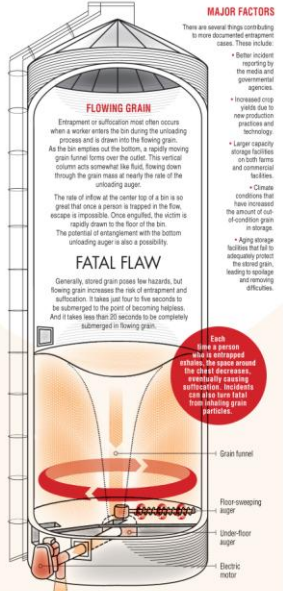 MAJOR FACTORS
There are several things contributing
to more documented entrapment
cases. These include:
• Better incident
reporting by
the media and
governmental
agencies.
• Increased crop
yields due to
new production
practices and
technology.
• Larger capacity
storage facilities
on both farms
and commercial
facilities.
• Climate
conditions that
have increased
the amount of out-
of-condition grain
in storage.
• Aging storage
facilities that fail to
adequately protect
the stored grain,
leading to spoilage
and removing
difficulties.
FLOWING GRAIN
Entrapment or suffocation most often occurs
when a worker enters the bin during the unloading
process and is drawn into the flowing grain.
As the bin empties out the bottom, a rapidly moving
grain funnel forms over the outlet. This vertical
column acts somewhat like fluid, flowing down
through the grain mass at nearly the rate of the
unloading auger.
The rate of inflow at the center top of a bin is so
great that once a person is trapped in the flow,
escape is impossible. Once engulfed, the victim is
rapidly drawn to the floor of the bin.
The potential of entanglement with the bottom
unloading auger is also a possibility.
FATAL FLAW
Generally, stored grain poses few hazards, but
flowing grain increases the risk of entrapment and
suffocation. It takes just four to five seconds to
be submerged to the point of becoming helpless.
And it takes less than 20 seconds to be completely
submerged in flowing grain.
Each
time a person
who is entrapped
exhales, the space around
the chest decreases,
eventually causing
suffocation. Incidents
can also turn fatal
from inhaling grain
particles.
Grain funnel
Floor-sweeping
auger
Under-floor
auger
Electric
motor